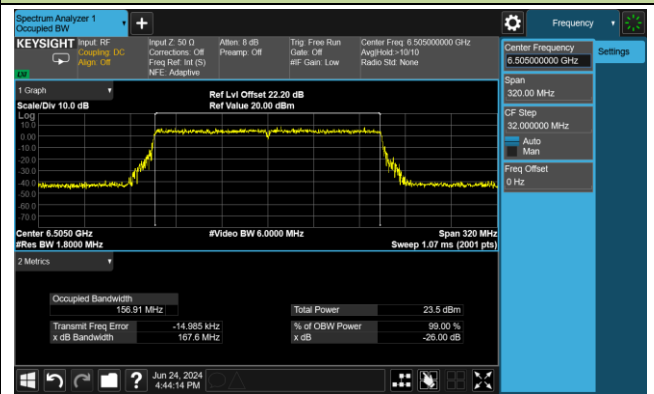 Spectrum Analyzer 1
Occupied BW
+
Frequency
KEYSIGHT
Input: RF
Coupling: DC
Align: Off
Input Z: 50 Ω
Corrections: Off
Freq Ref: Int (S)
NFE: Adaptive
Atten: 8 dB
Preamp: Off
Trig: Free Run
Gate: Off
#IF Gain: Low
Center Freq: 6.505000000 GHz
Avg|Hold:>10/10
Radio Std: None
Center Frequency
6.505000000 GHz
Settings
Span
320.00 MHz
CF Step
32.000000 MHz
Auto
Man
Freq Offset
0 Hz
1 Graph
Scale/Div 10.0 dB
Ref Lvl Offset 22.20 dB
Ref Value 20.00 dBm
Log
10.0
0.00
-10.0
-20.0
-30.0
-40.0
-50.0
-60.0
-70.0
Center 6.5050 GHz
#Video BW 6.0000 MHz
Span 320 MHz
#Res BW 1.8000 MHz
Sweep 1.07 ms (2001 pts)
2 Metrics
Occupied Bandwidth
156.91 MHz
Total Power 23.5 dBm
Transmit Freq Error -14.985 kHz
% of OBW Power 99.00 %
x dB Bandwidth 167.6 MHz
x dB -26.00 dB
?
Jun 24, 2024
4:44:14 PM